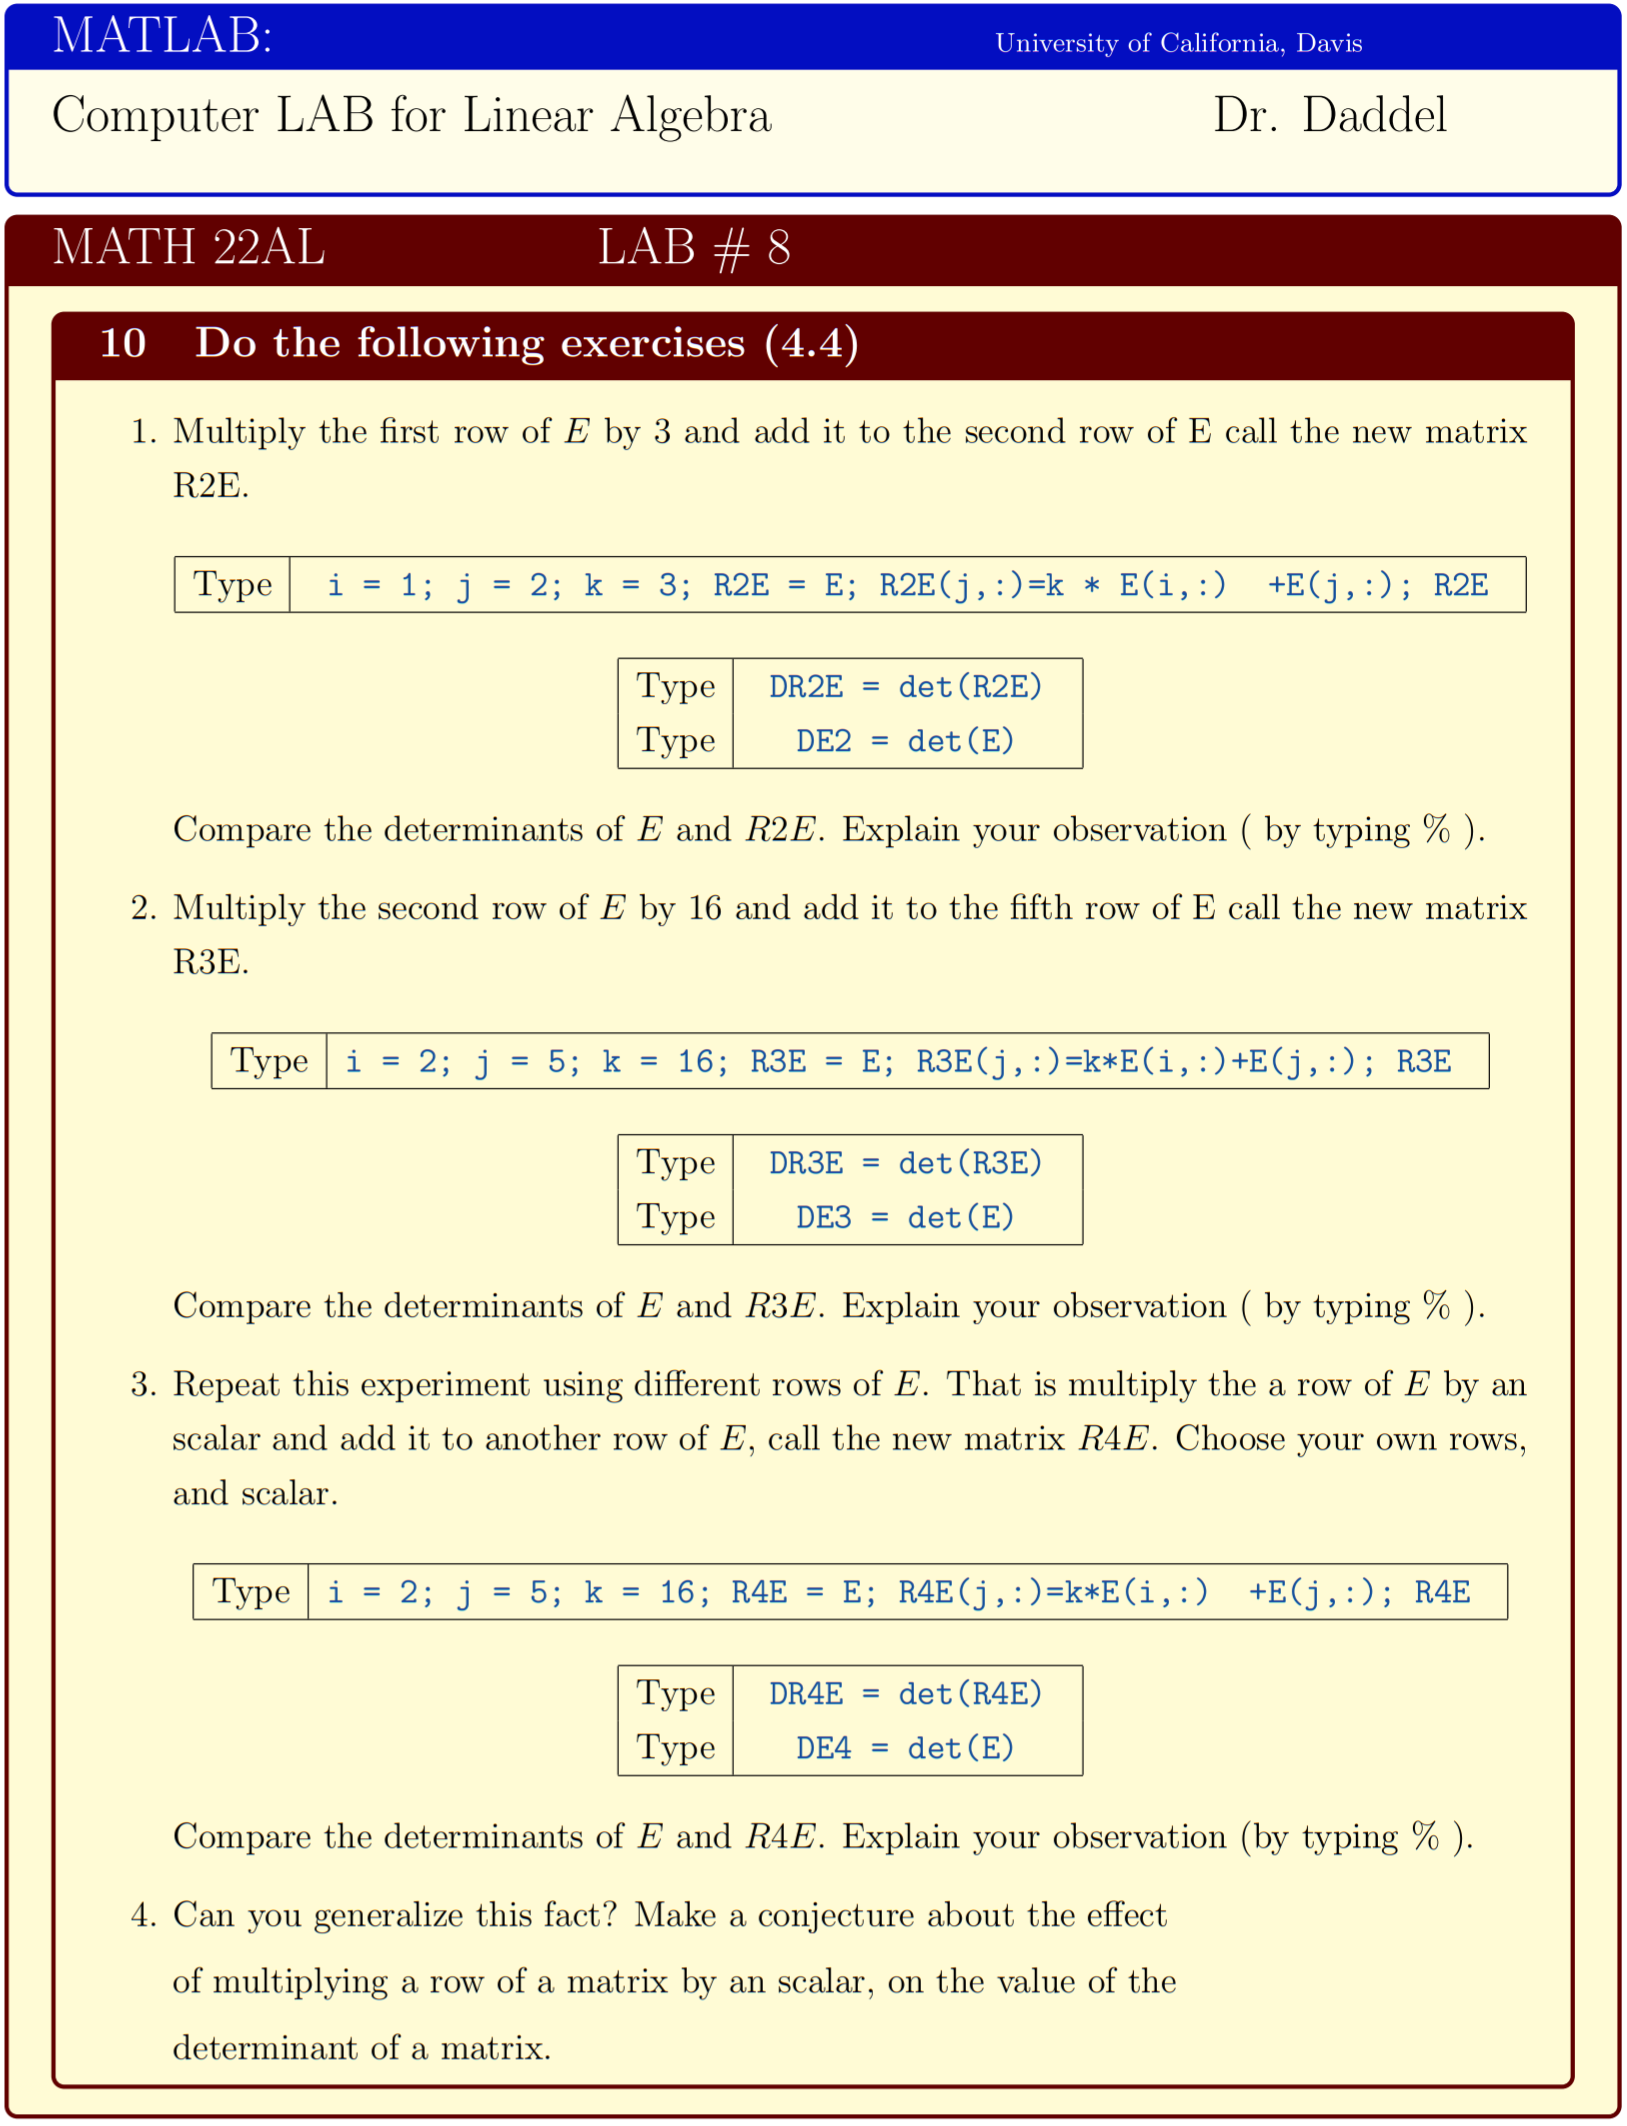 MATLAB: University of California, Davis
Computer LAB for Linear Algebra Dr. Daddel
MATH 22AL LAB # 8
10 Do the following exercises (4.4)
1. Multiply the first row of E by 3 and add it to the second row of E call the new matrix
R2E.
Type i = 1; j = 2; k = 3; R2E = E; R2E(j,:)=k * E(i,:) +E(j,:); R2E
Type DR2E = det(R2E)
Type DE2 = det(E)
Compare the determinants of E and R2E. Explain your observation ( by typing % ).
2. Multiply the second row of E by 16 and add it to the fifth row of E call the new matrix
R3E.
Type i = 2; j = 5; k = 16; R3E = E; R3E(j,:)=k*E(i,:)+E(j,:); R3E
Type DR3E = det(R3E)
Type DE3 = det(E)
Compare the determinants of E and R3E. Explain your observation ( by typing % ).
3. Repeat this experiment using different rows of E. That is multiply the a row of E by an
scalar and add it to another row of E, call the new matrix R4E. Choose your own rows,
and scalar.
Type i = 2; j = 5; k = 16; R4E = E; R4E(j,:)=k*E(i,:) +E(j,:); R4E
Type DR4E = det(R4E)
Type DE4 = det(E)
Compare the determinants of E and R4E. Explain your observation (by typing % ).
4. Can you generalize this fact? Make a conjecture about the effect
of multiplying a row of a matrix by an scalar, on the value of the
determinant of a matrix.